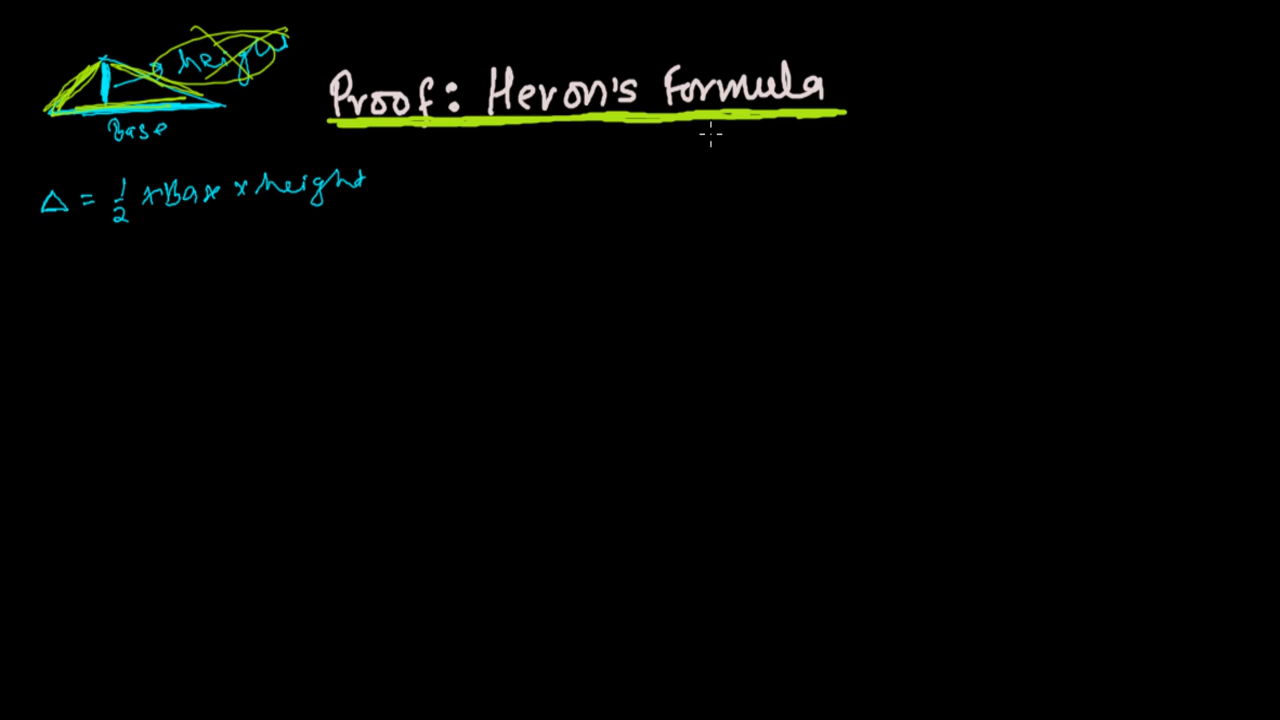 height
Proof: Heron's Formula
Base
Δ = 1/2 x Base x height